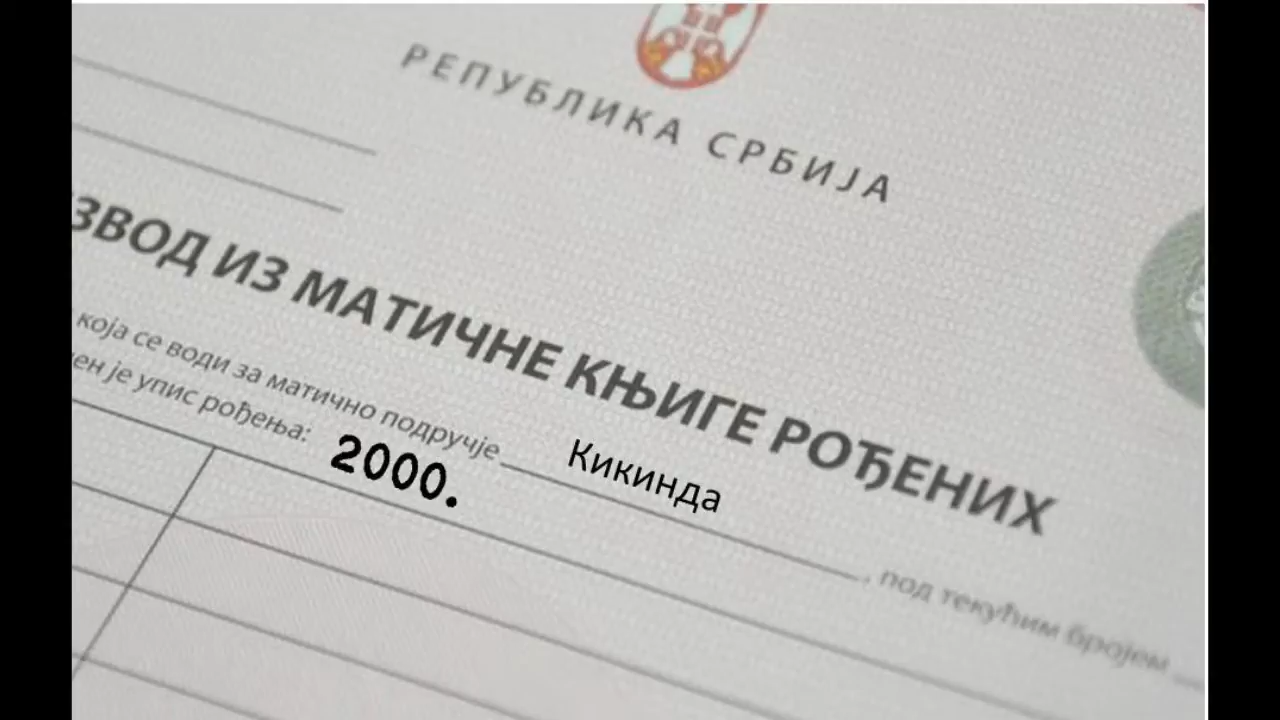 РЕПУБЛИКА СРБИЈА
ЗВОД ИЗ МАТИЧНЕ КЊИГЕ РОЂЕНИХ
која се води за матично подручје Кикинда, под текућим бројем
ен је упис рођења: 2000.